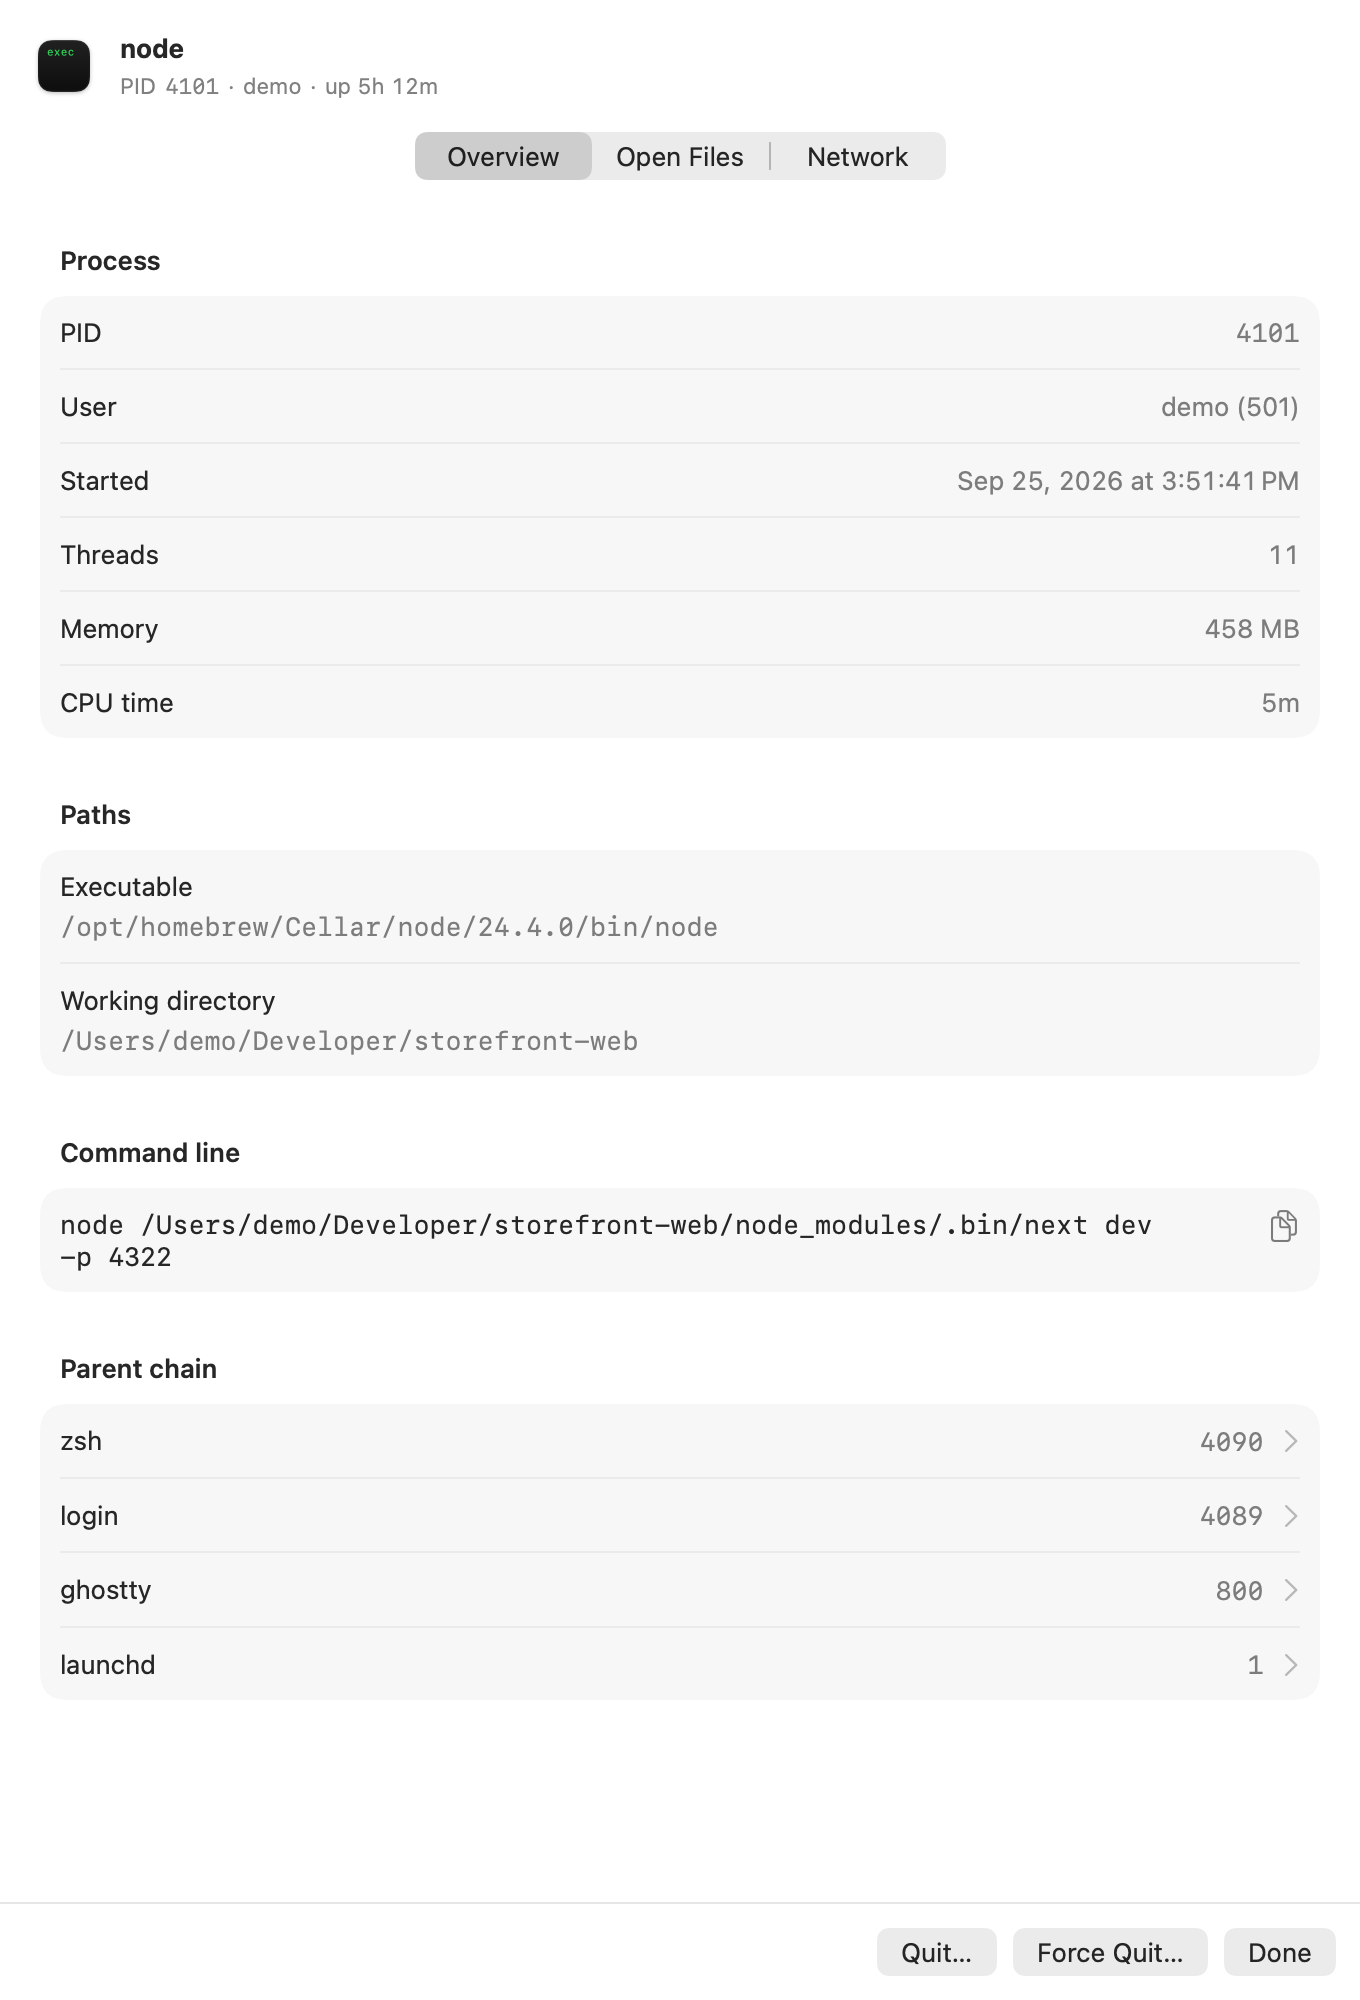 exec
node
PID 4101 · demo · up 5h 12m
Overview
Open Files
Network
Process
PID
4101
User
demo (501)
Started
Sep 25, 2026 at 3:51:41 PM
Threads
11
Memory
458 MB
CPU time
5m
Paths
Executable
/opt/homebrew/Cellar/node/24.4.0/bin/node
Working directory
/Users/demo/Developer/storefront-web
Command line
node /Users/demo/Developer/storefront-web/node_modules/.bin/next dev
-p 4322
Parent chain
zsh
4090
login
4089
ghostty
800
launchd
1
Quit...
Force Quit...
Done